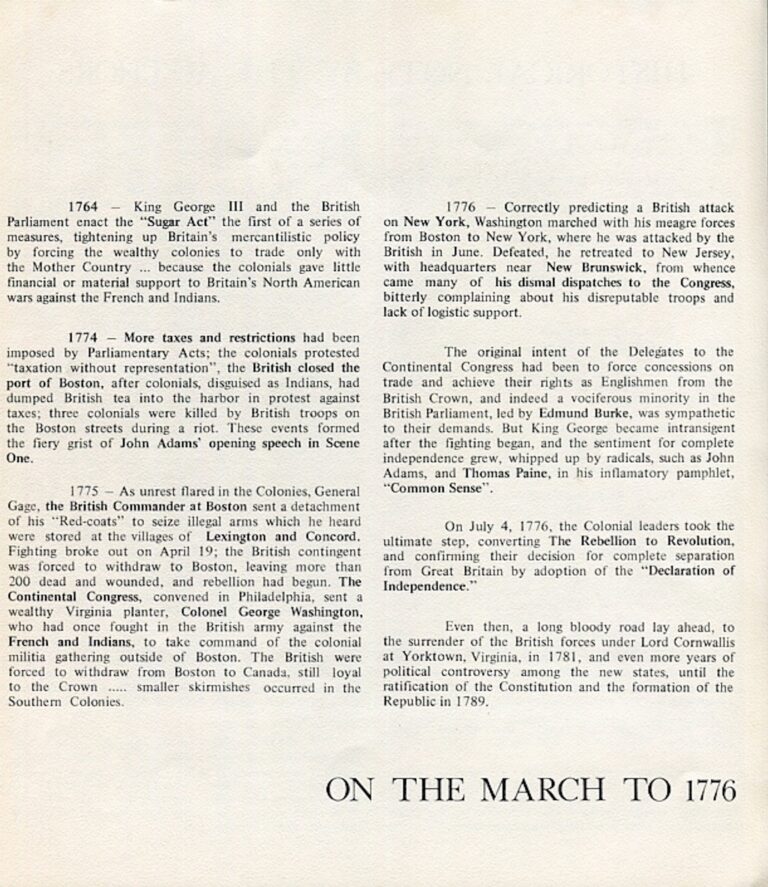 1764 — King George III and the British
Parliament enact the "Sugar Act" the first of a series of
measures, tightening up Britain's mercantilistic policy
by forcing the wealthy colonies to trade only with
the Mother Country ... because the colonials gave little
financial or material support to Britain's North American
wars against the French and Indians.
1774 — More taxes and restrictions had been
imposed by Parliamentary Acts; the colonials protested
"taxation without representation", the British closed the
port of Boston, after colonials, disguised as Indians, had
dumped British tea into the harbor in protest against
taxes; three colonials were killed by British troops on
the Boston streets during a riot. These events formed
the fiery grist of John Adams' opening speech in Scene
One.
1775 — As unrest flared in the Colonies, General
Gage, the British Commander at Boston sent a detachment
of his "Red-coats" to seize illegal arms which he heard
were stored at the villages of Lexington and Concord.
Fighting broke out on April 19; the British contingent
was forced to withdraw to Boston, leaving more than
200 dead and wounded, and rebellion had begun. The
Continental Congress, convened in Philadelphia, sent a
wealthy Virginia planter, Colonel George Washington,
who had once fought in the British army against the
French and Indians, to take command of the colonial
militia gathering outside of Boston. The British were
forced to withdraw from Boston to Canada, still loyal
to the Crown ..... smaller skirmishes occurred in the
Southern Colonies.
1776 — Correctly predicting a British attack
on New York, Washington marched with his meagre forces
from Boston to New York, where he was attacked by the
British in June. Defeated, he retreated to New Jersey,
with headquarters near New Brunswick, from whence
came many of his dismal dispatches to the Congress,
bitterly complaining about his disreputable troops and
lack of logistic support.
The original intent of the Delegates to the
Continental Congress had been to force concessions on
trade and achieve their rights as Englishmen from the
British Crown, and indeed a vociferous minority in the
British Parliament, led by Edmund Burke, was sympathetic
to their demands. But King George became intransigent
after the fighting began, and the sentiment for complete
independence grew, whipped up by radicals, such as John
Adams, and Thomas Paine, in his inflamatory pamphlet,
"Common Sense".
On July 4, 1776, the Colonial leaders took the
ultimate step, converting The Rebellion to Revolution,
and confirming their decision for complete separation
from Great Britain by adoption of the "Declaration of
Independence."
Even then, a long bloody road lay ahead, to
the surrender of the British forces under Lord Cornwallis
at Yorktown, Virginia, in 1781, and even more years of
political controversy among the new states, until the
ratification of the Constitution and the formation of the
Republic in 1789.
ON THE MARCH TO 1776